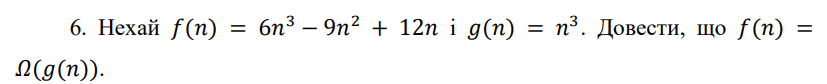 6. Нехай 𝑓(𝑛) = 6𝑛³ − 9𝑛² + 12𝑛 і 𝑔(𝑛) = 𝑛³. Довести, що 𝑓(𝑛) =
𝛺(𝑔(𝑛)).